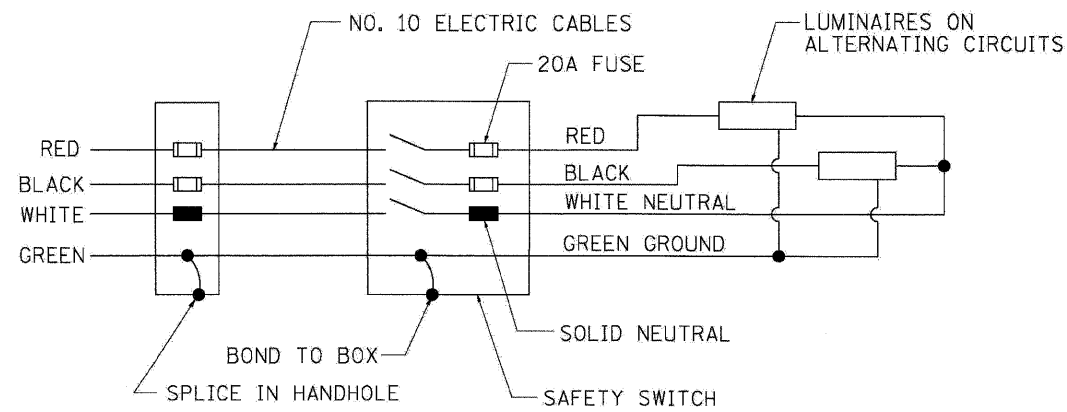 NO. 10 ELECTRIC CABLES
LUMINAIRES ON
ALTERNATING CIRCUITS
20A FUSE
RED
RED
BLACK
BLACK
WHITE
WHITE NEUTRAL
GREEN
GREEN GROUND
SOLID NEUTRAL
BOND TO BOX
SPLICE IN HANDHOLE
SAFETY SWITCH